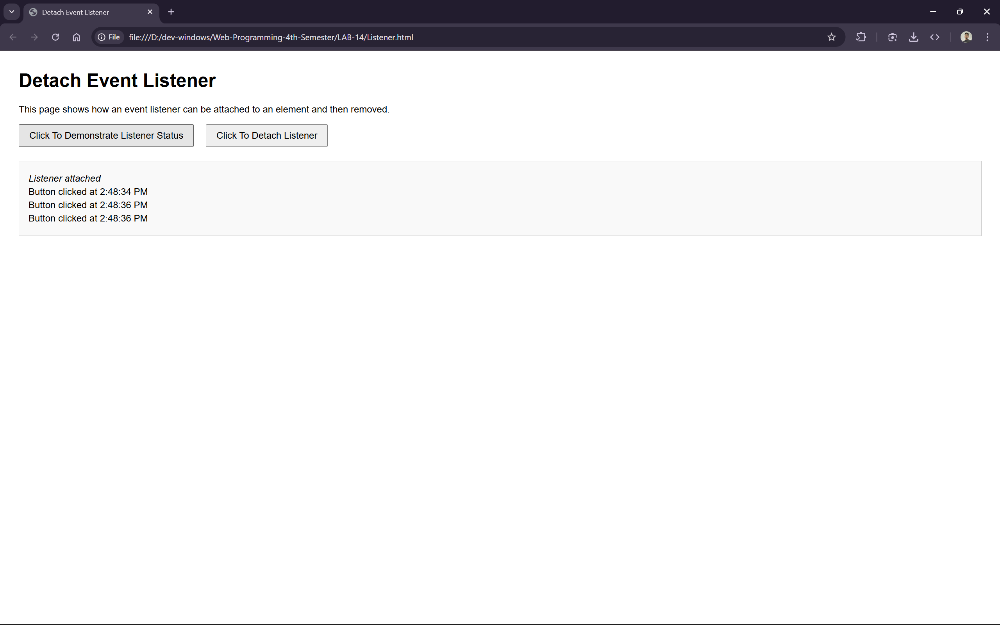 Detach Event Listener
File file:///D:/dev-windows/Web-Programming-4th-Semester/LAB-14/Listener.html
Detach Event Listener
This page shows how an event listener can be attached to an element and then removed.
Click To Demonstrate Listener Status Click To Detach Listener
Listener attached
Button clicked at 2:48:34 PM
Button clicked at 2:48:36 PM
Button clicked at 2:48:36 PM